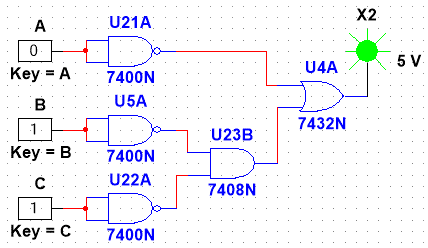 X2
A
U21A
0
U4A
5 V
Key = A
7400N
B
U5A
1
7432N
U23B
Key = B
7400N
C
U22A
7408N
1
Key = C
7400N